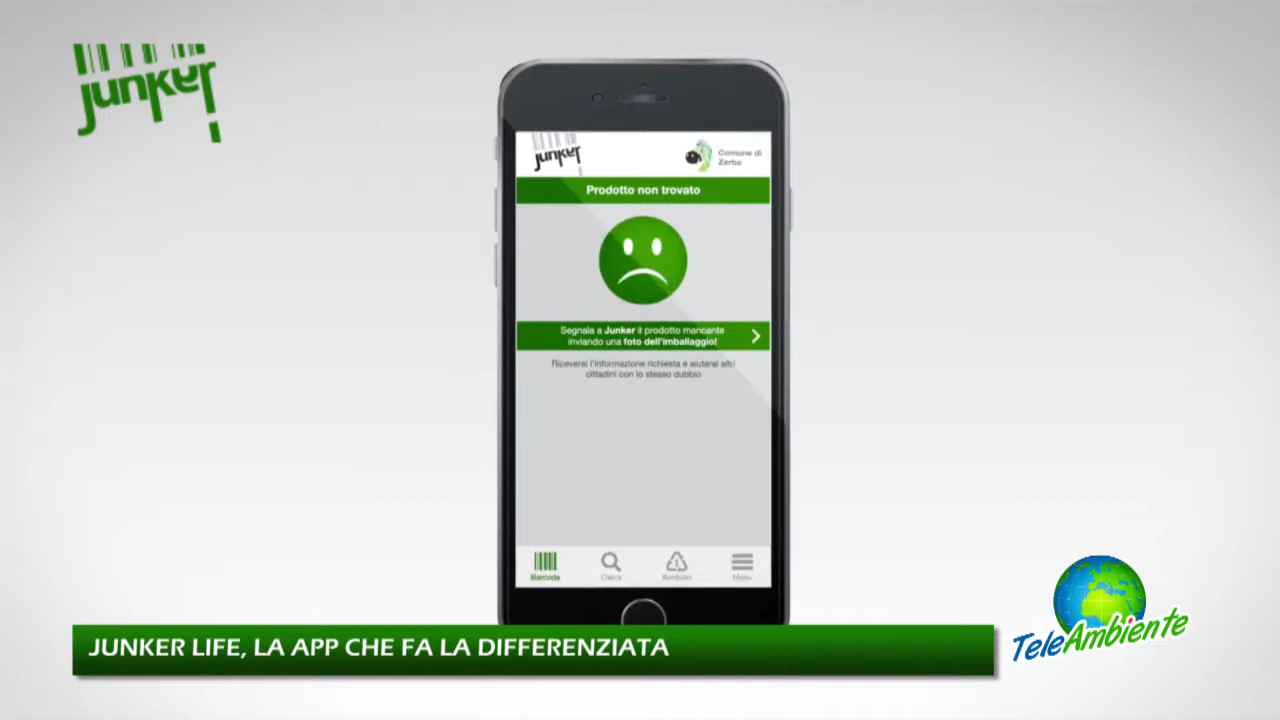 junker!
junker
Comune di
Zerba
Prodotto non trovato
Segnala a Junker il prodotto mancante
inviando una foto dell'imballaggio!
Riceverai l'informazione richiesta e aiuterai altri
cittadini con lo stesso dubbio
Barcode
Cerca
Simbolo
Menu
JUNKER LIFE, LA APP CHE FA LA DIFFERENZIATA
TeleAmbiente